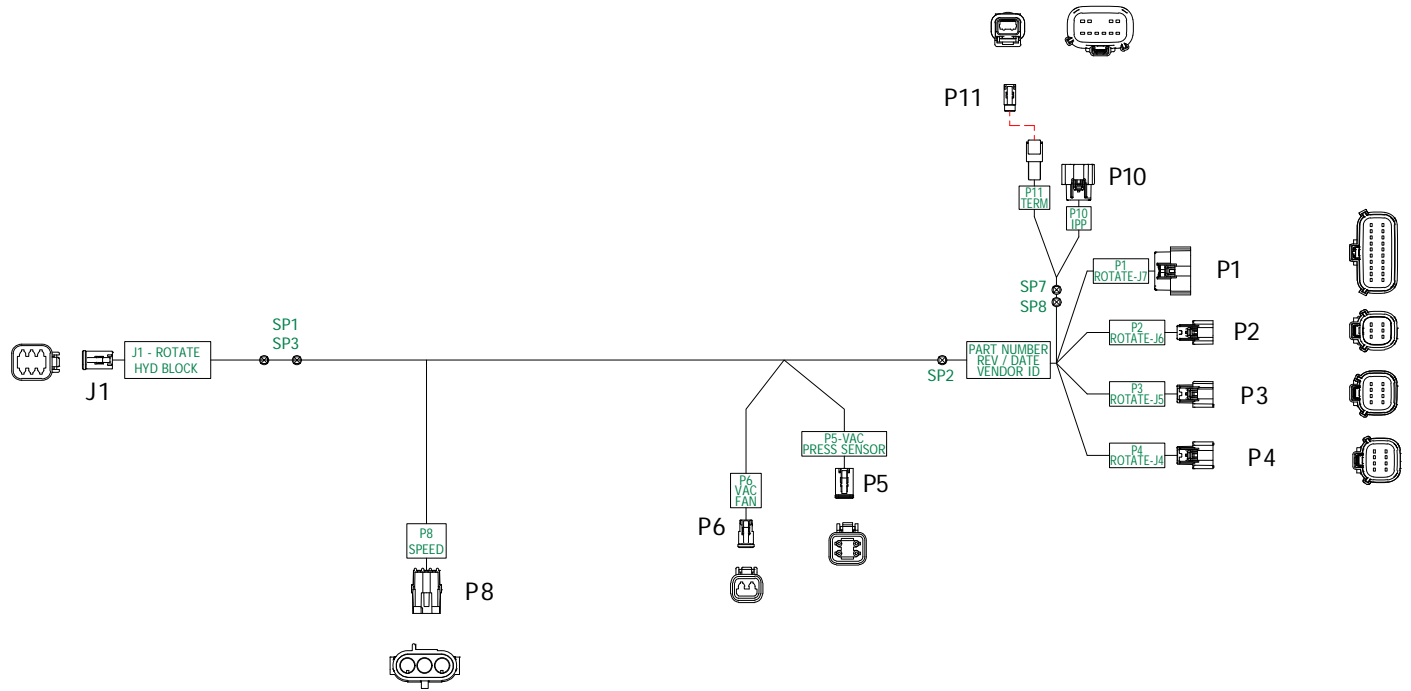 P11
P10
P11
TERM
P10
IPP
P1
ROTATE-J7
P1
SP7
SP8
SP1
SP3
P2
ROTATE-J6
P2
J1 - ROTATE
HYD BLOCK
J1
PART NUMBER
REV / DATE
VENDOR ID
SP2
P3
ROTATE-J5
P3
P5-VAC
PRESS SENSOR
P5
P4
ROTATE-J4
P4
P6
VAC
FAN
P6
P8
SPEED
P8